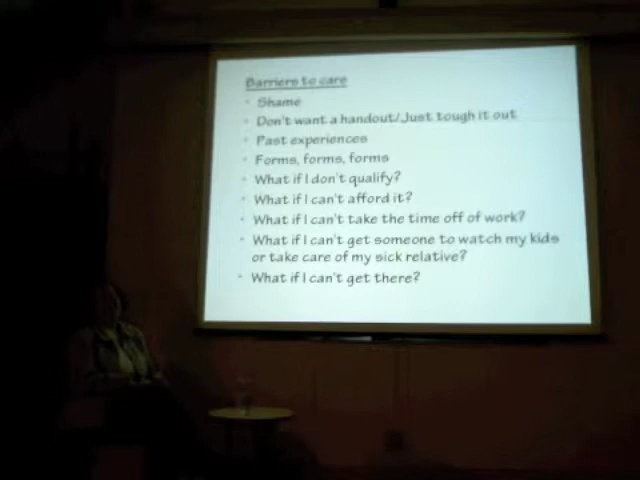 Barriers to care
• Shame
• Don't want a handout/Just tough it out
• Past experiences
• Forms, forms, forms
• What if I don't qualify?
• What if I can't afford it?
• What if I can't take the time off of work?
• What if I can't get someone to watch my kids
or take care of my sick relative?
• What if I can't get there?